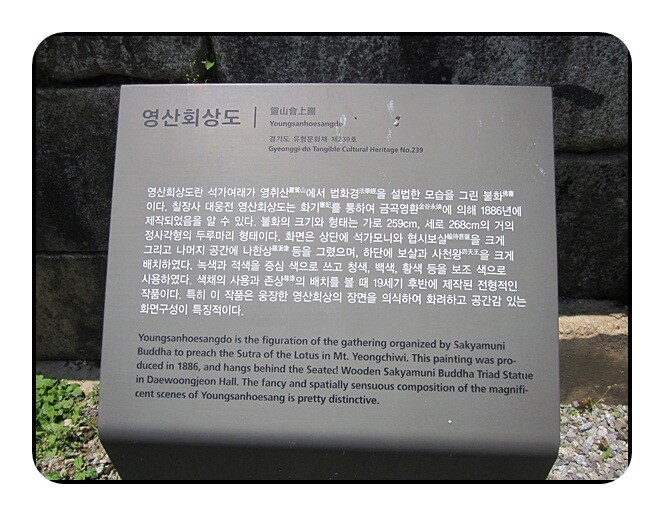 영산회상도 | 靈山會上圖
Youngsanhoesangdo
경기도 유형문화재 제239호
Gyeonggi-do Tangible Cultural Heritage No.239
영산회상도란 석가여래가 영취산靈鷲山에서 법화경法華經을 설법한 모습을 그린 불화佛畵
이다. 칠장사 대웅전 영산회상도는 화기畵記를 통하여 금곡영환金谷永煥에 의해 1886년에
제작되었음을 알 수 있다. 불화의 크기와 형태는 가로 259cm, 세로 268cm의 거의
정사각형의 두루마리 형태이다. 화면은 상단에 석가모니와 협시보살脇侍菩薩을 크게
그리고 나머지 공간에 나한상羅漢像 등을 그렸으며, 하단에 보살과 사천왕四天王을 크게
배치하였다. 녹색과 적색을 중심 색으로 쓰고 청색, 백색, 황색 등을 보조 색으로
사용하였다. 색채의 사용과 존상尊像의 배치를 볼 때 19세기 후반에 제작된 전형적인
작품이다. 특히 이 작품은 웅장한 영산회상의 장면을 의식하여 화려하고 공간감 있는
화면구성이 특징적이다.
Youngsanhoesangdo is the figuration of the gathering organized by Sakyamuni
Buddha to preach the Sutra of the Lotus in Mt. Yeongchiwi. This painting was pro-
duced in 1886, and hangs behind the Seated Wooden Sakyamuni Buddha Triad Statue
in Daewoongjeon Hall. The fancy and spatially sensuous composition of the magnifi-
cent scenes of Youngsanhoesang is pretty distinctive.